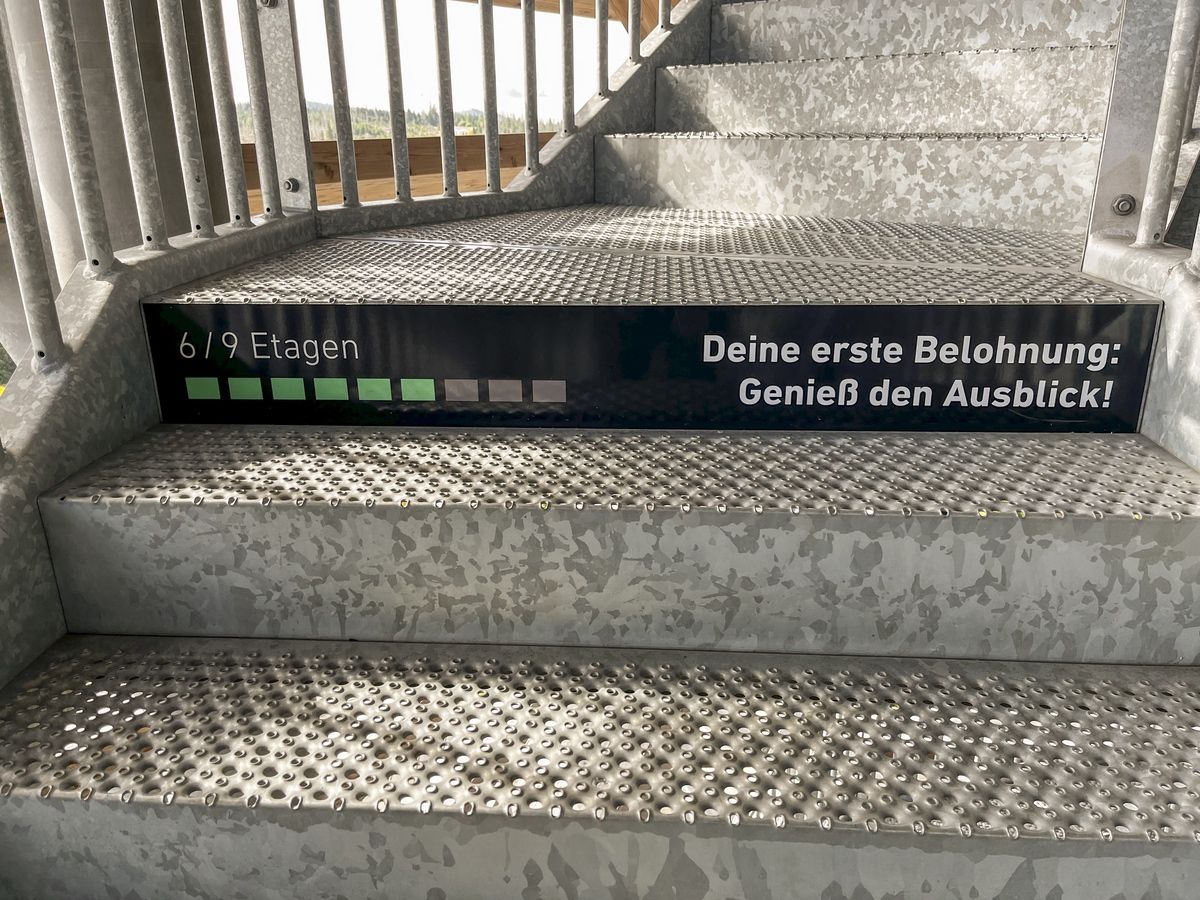 6/9 Etagen
Deine erste Belohnung:
Genieß den Ausblick!